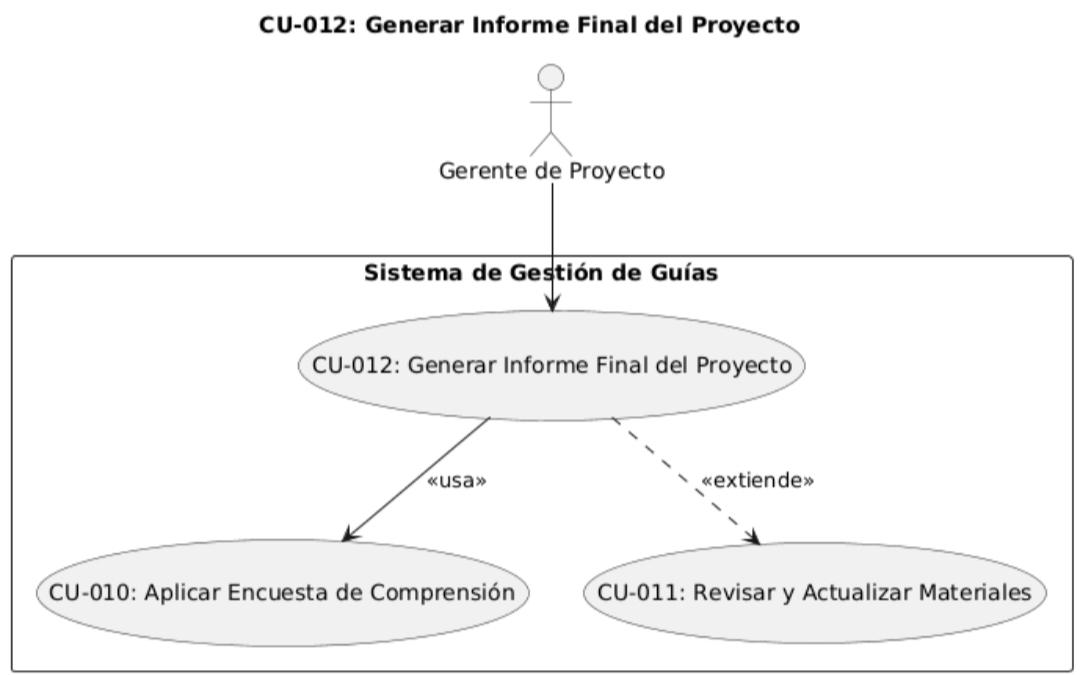 CU-012: Generar Informe Final del Proyecto
Gerente de Proyecto
Sistema de Gestión de Guías
CU-012: Generar Informe Final del Proyecto
«usa»
«extiende»
CU-010: Aplicar Encuesta de Comprensión
CU-011: Revisar y Actualizar Materiales